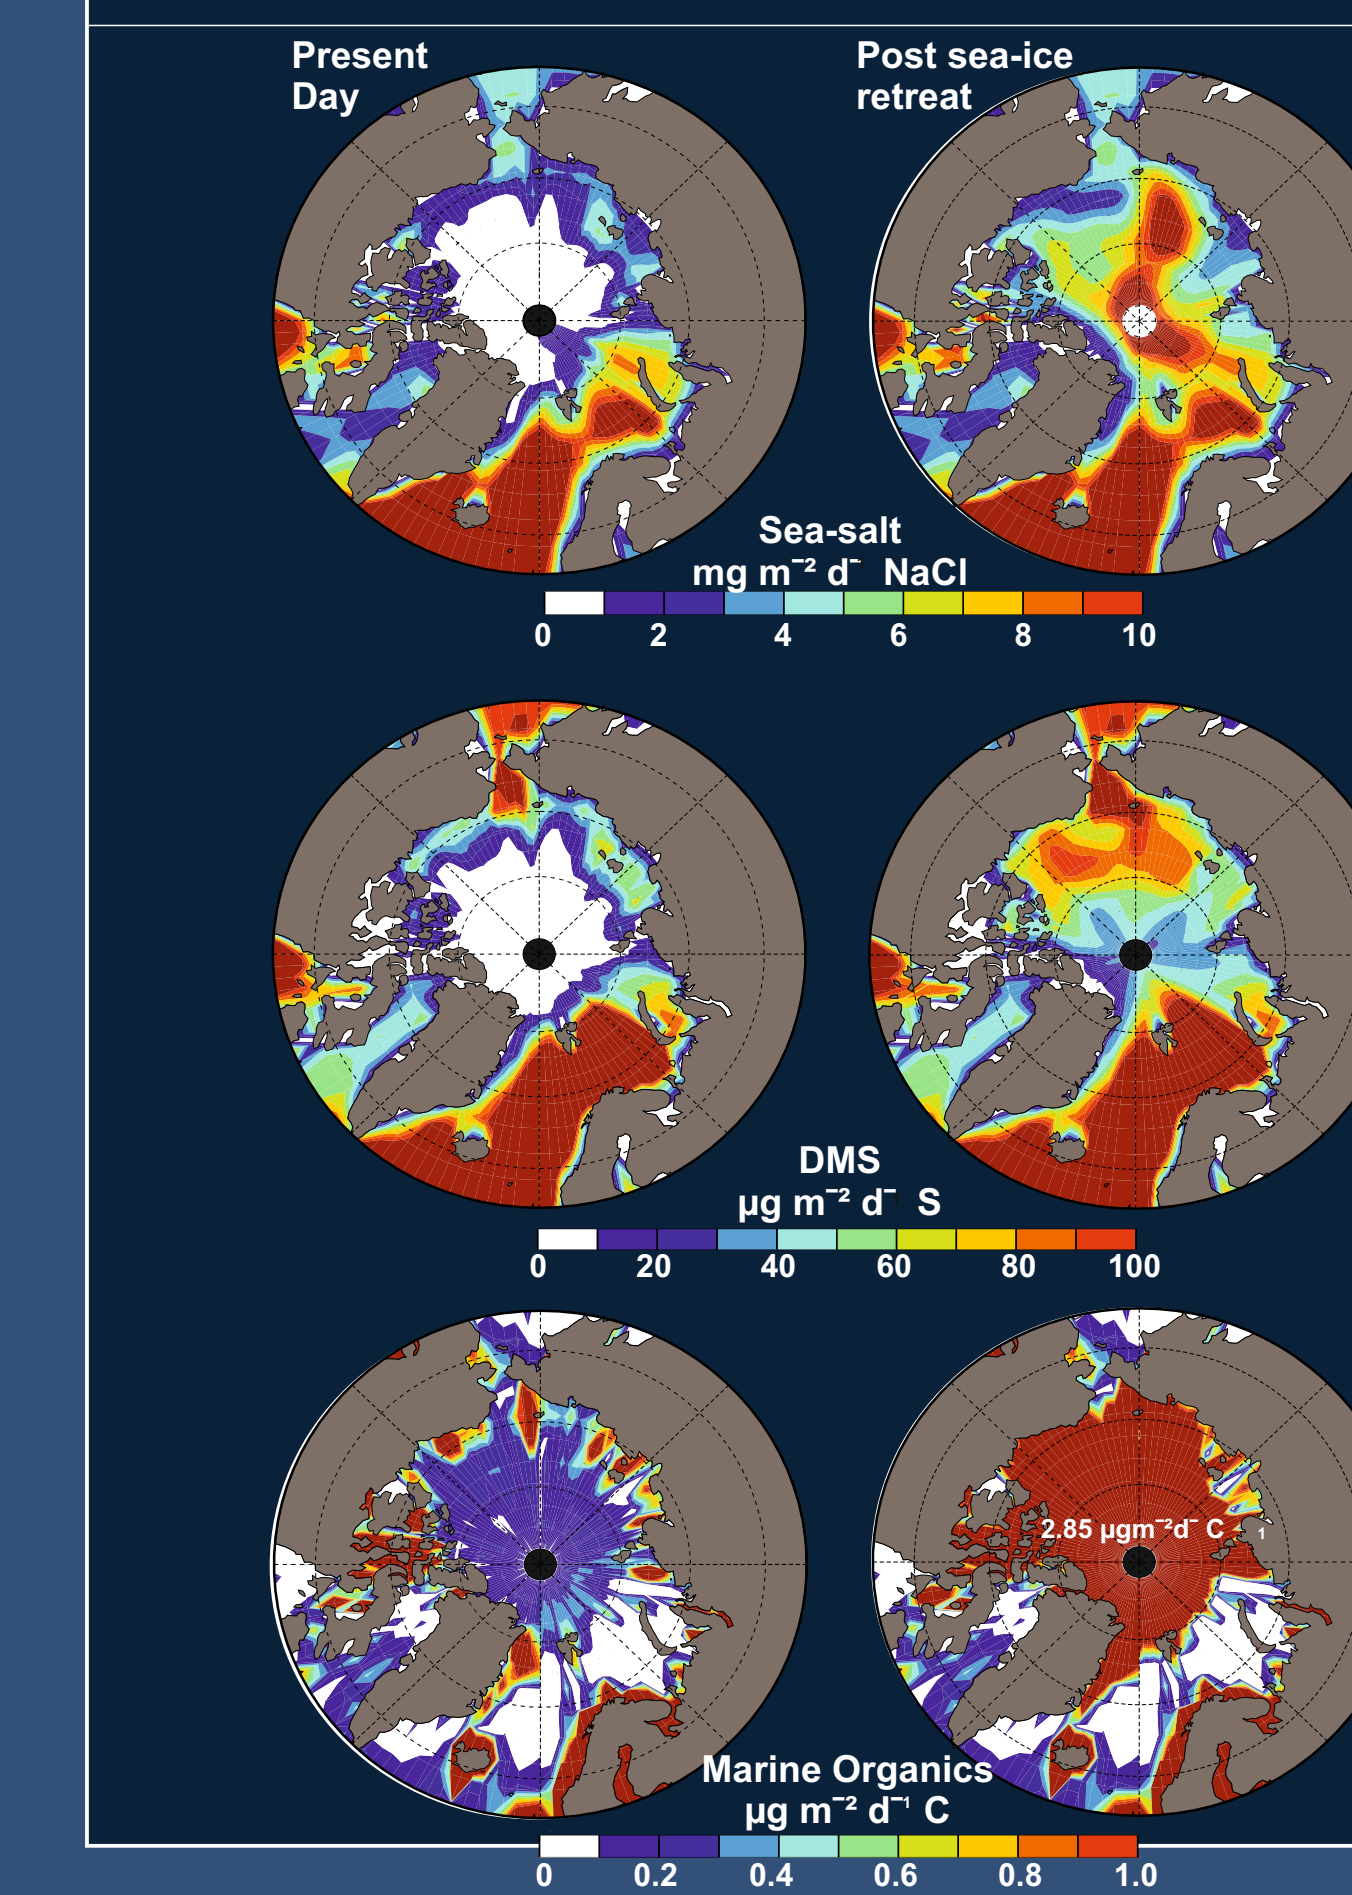 Present
Day
Post sea-ice
retreat
Sea-salt
mg m⁻² d⁻ NaCl
0 2 4 6 8 10
DMS
µg m⁻² d⁻ S
0 20 40 60 80 100
2.85 µgm⁻²d⁻ C 1
Marine Organics
µg m⁻² d⁻¹ C
0 0.2 0.4 0.6 0.8 1.0